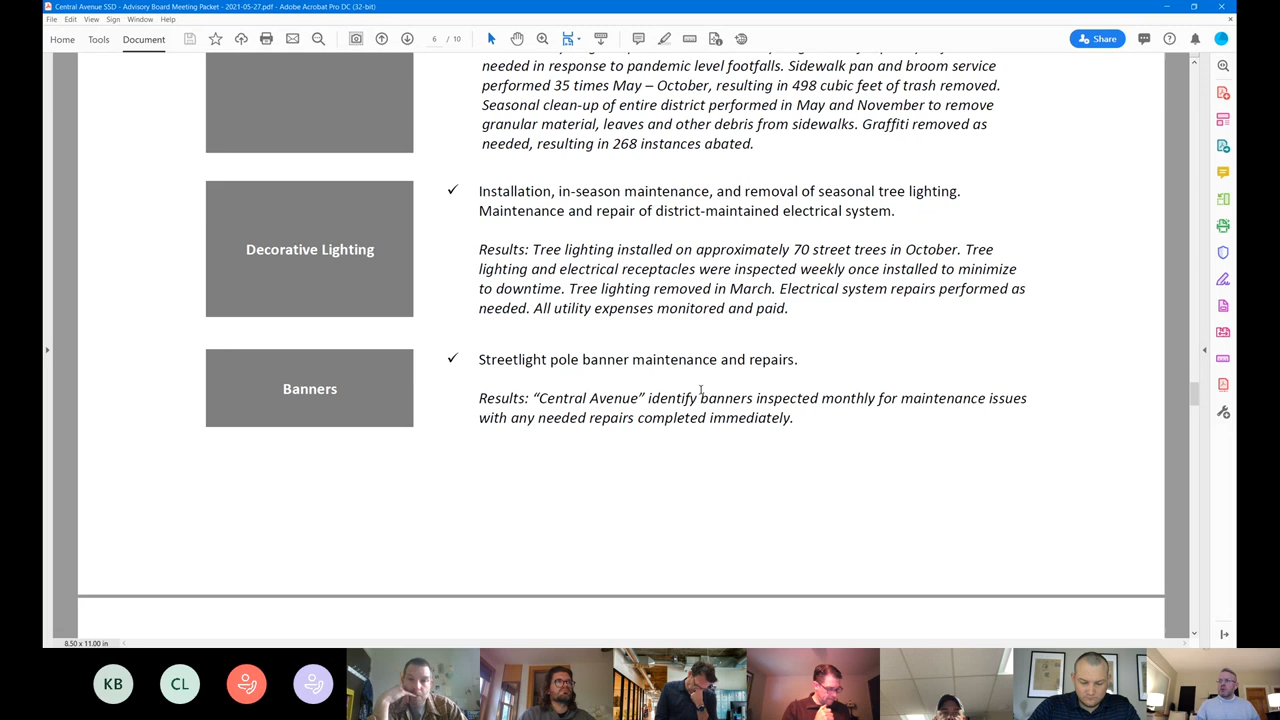 Central Avenue SSD - Advisory Board Meeting Packet - 2021-05-27.pdf - Adobe Acrobat Pro DC (32-bit)
File Edit View Sign Window Help
Home Tools Document 6 / 10 Share
needed in response to pandemic level footfalls. Sidewalk pan and broom service
performed 35 times May – October, resulting in 498 cubic feet of trash removed.
Seasonal clean-up of entire district performed in May and November to remove
granular material, leaves and other debris from sidewalks. Graffiti removed as
needed, resulting in 268 instances abated.
Decorative Lighting
✓ Installation, in-season maintenance, and removal of seasonal tree lighting.
Maintenance and repair of district-maintained electrical system.
Results: Tree lighting installed on approximately 70 street trees in October. Tree
lighting and electrical receptacles were inspected weekly once installed to minimize
to downtime. Tree lighting removed in March. Electrical system repairs performed as
needed. All utility expenses monitored and paid.
Banners
✓ Streetlight pole banner maintenance and repairs.
Results: “Central Avenue” identify banners inspected monthly for maintenance issues
with any needed repairs completed immediately.
8.50 x 11.00 in
KB CL